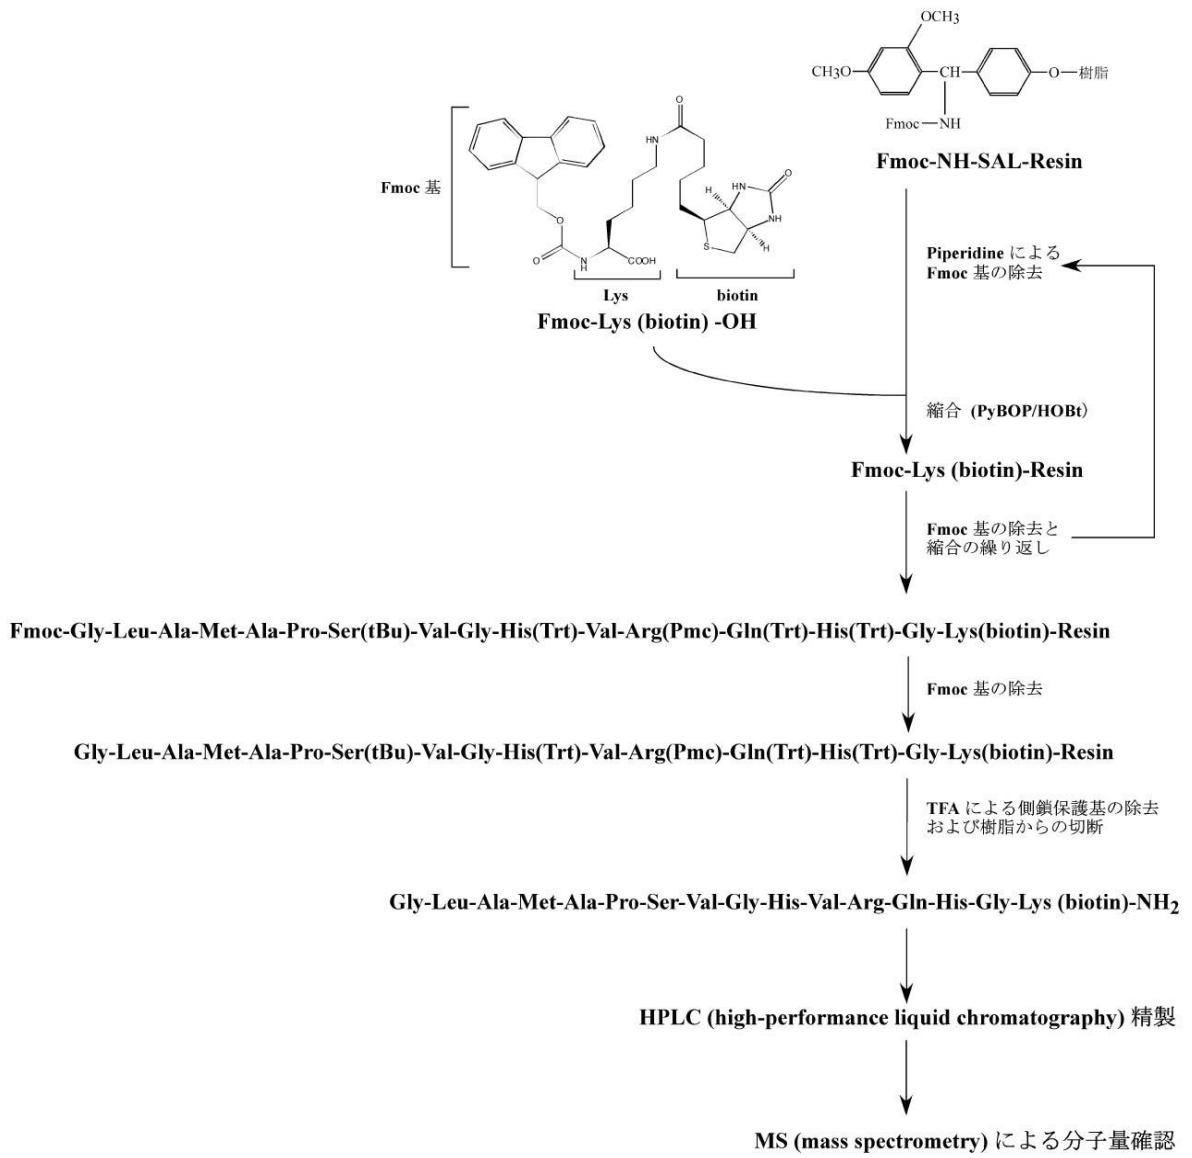 OCH3
CH3O
CH
O—樹脂
Fmoc—NH
Fmoc-NH-SAL-Resin
Fmoc 基
O
HN
O
H
HN
O
NH
S
H
O
O
N
H
COOH
Lys
biotin
Fmoc-Lys (biotin) -OH
Piperidine による
Fmoc 基の除去
縮合 (PyBOP/HOBt)
Fmoc-Lys (biotin)-Resin
Fmoc 基の除去と
縮合の繰り返し
Fmoc-Gly-Leu-Ala-Met-Ala-Pro-Ser(tBu)-Val-Gly-His(Trt)-Val-Arg(Pmc)-Gln(Trt)-His(Trt)-Gly-Lys(biotin)-Resin
Fmoc 基の除去
Gly-Leu-Ala-Met-Ala-Pro-Ser(tBu)-Val-Gly-His(Trt)-Val-Arg(Pmc)-Gln(Trt)-His(Trt)-Gly-Lys(biotin)-Resin
TFA による側鎖保護基の除去
および樹脂からの切断
Gly-Leu-Ala-Met-Ala-Pro-Ser-Val-Gly-His-Val-Arg-Gln-His-Gly-Lys (biotin)-NH2
HPLC (high-performance liquid chromatography) 精製
MS (mass spectrometry) による分子量確認